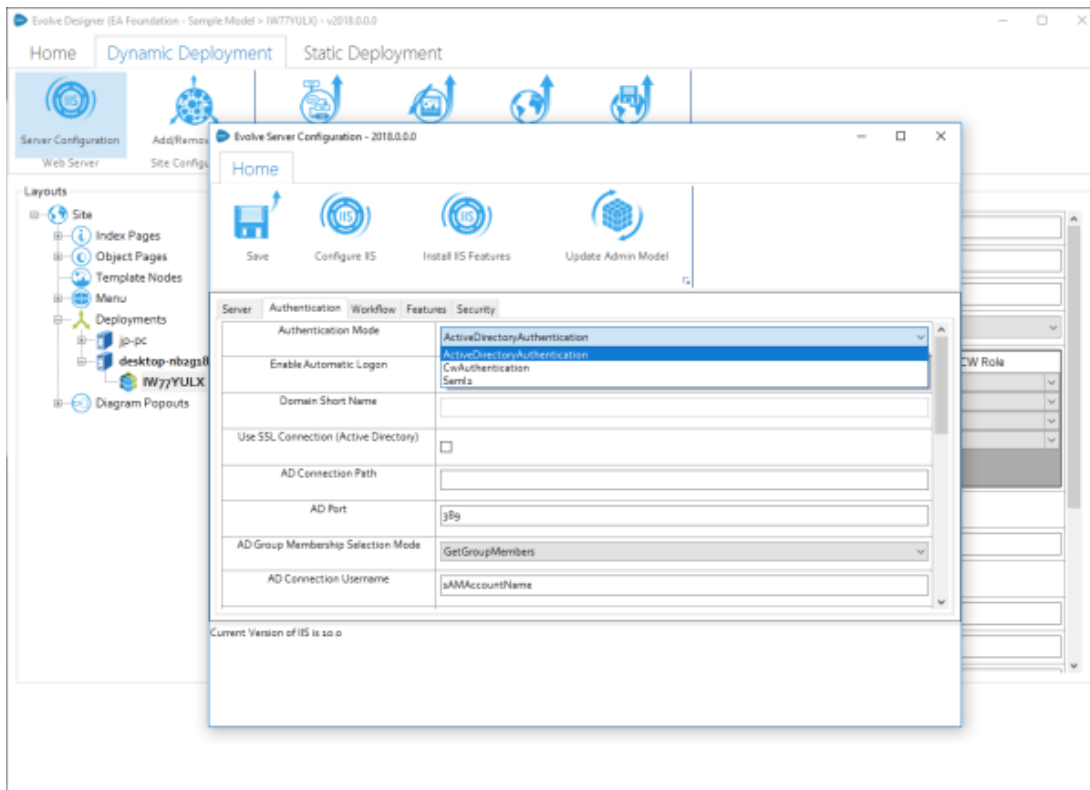 Evolve Designer (EA Foundation - Sample Model > IW77YULX) - v2018.0.0.0
Home Dynamic Deployment Static Deployment
Server Configuration
Web Server
Evolve Server Configuration - 2018.0.0.0
Home
Save Configure IIS Install IIS Features Update Admin Model
Layouts
Site
Index Pages
Object Pages
Template Nodes
Menu
Deployments
jp-pc
IW77YULX
Diagram Popouts
Server Authentication Workflow Features Security
Authentication Mode ActiveDirectoryAuthentication
ActiveDirectoryAuthentication
CwAuthentication
Saml2
Enable Automatic Logon
Domain Short Name
Use SSL Connection (Active Directory)
AD Connection Path
AD Port 389
AD Group Membership Selection Mode GetGroupMembers
AD Connection Username sAMAccountName
CW Role
Current Version of IIS is 10.0